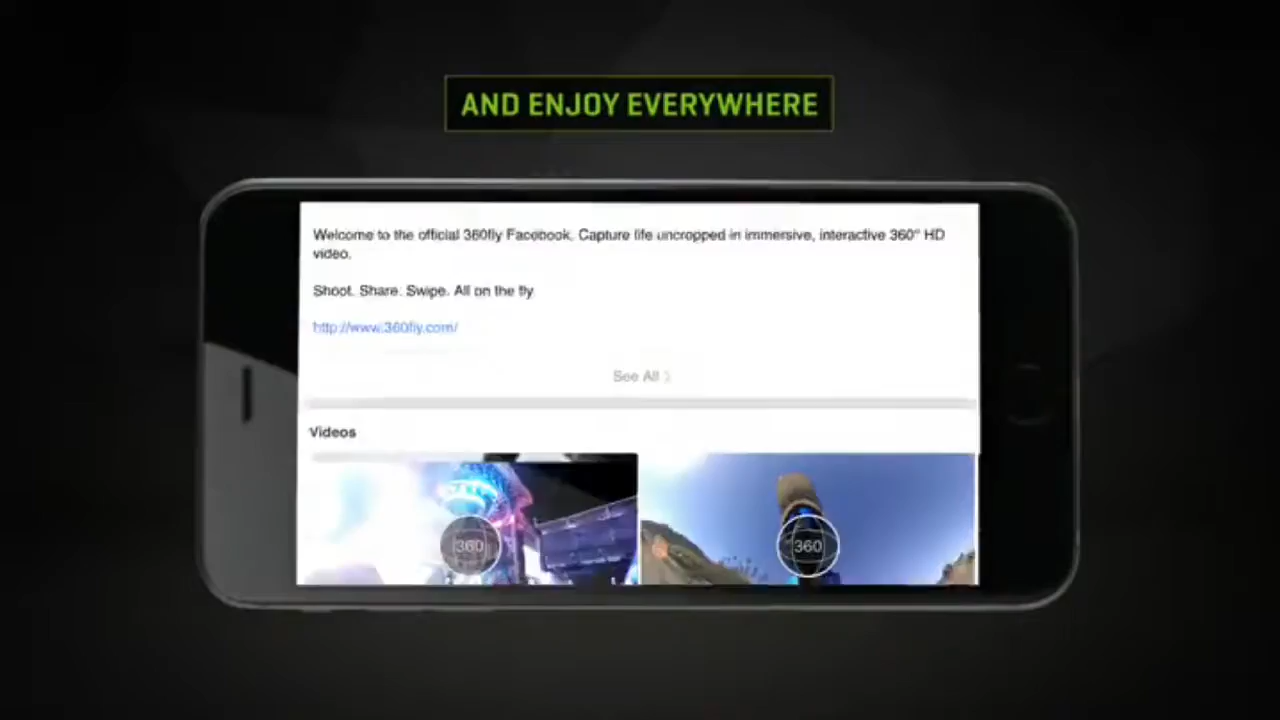 AND ENJOY EVERYWHERE
Welcome to the official 360fly Facebook. Capture life uncropped in immersive, interactive 360° HD
video.
Shoot. Share. Swipe. All on the fly
http://www.360fly.com/
See All >
Videos
360
360